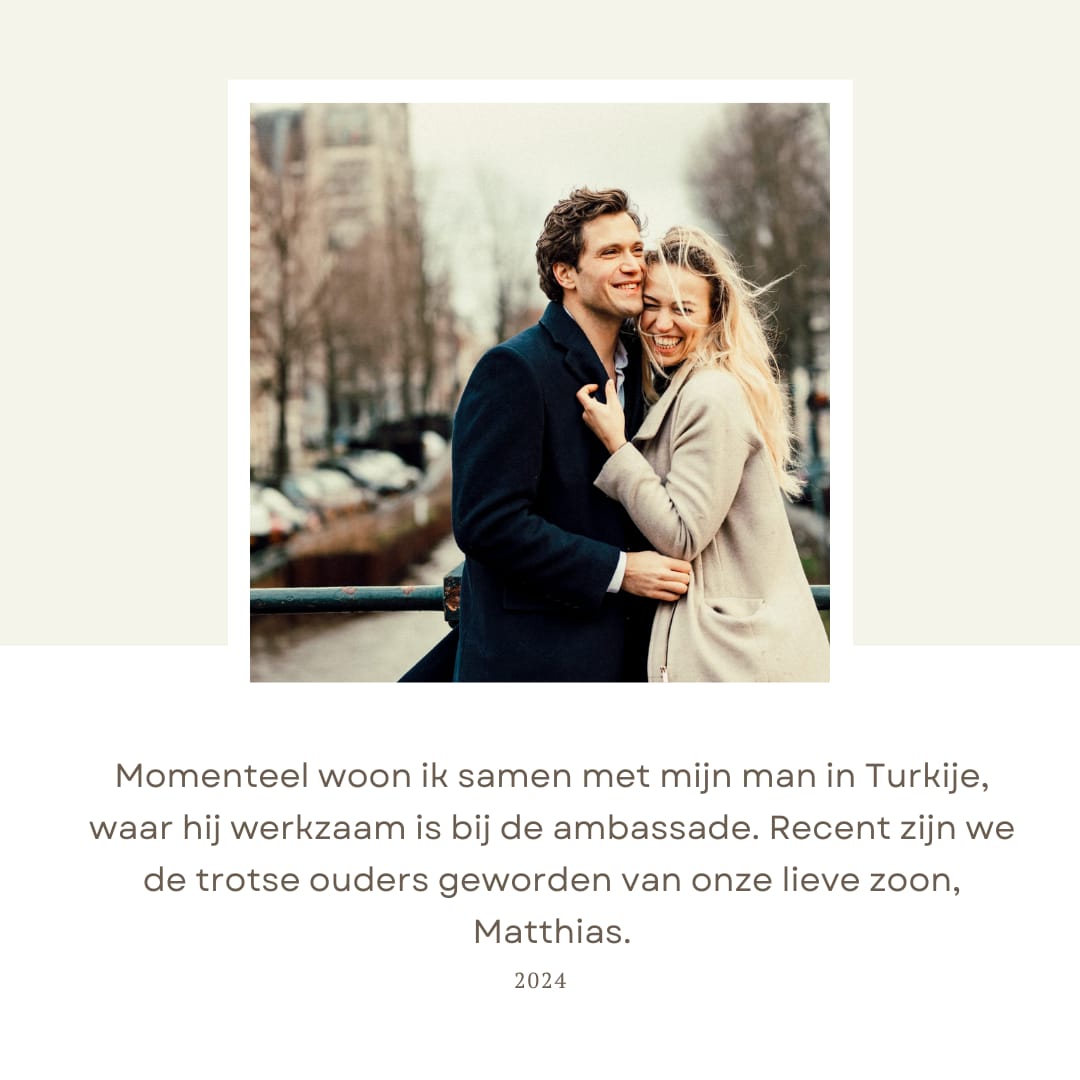 Momenteel woon ik samen met mijn man in Turkije,
waar hij werkzaam is bij de ambassade. Recent zijn we
de trotse ouders geworden van onze lieve zoon,
Matthias.
2024